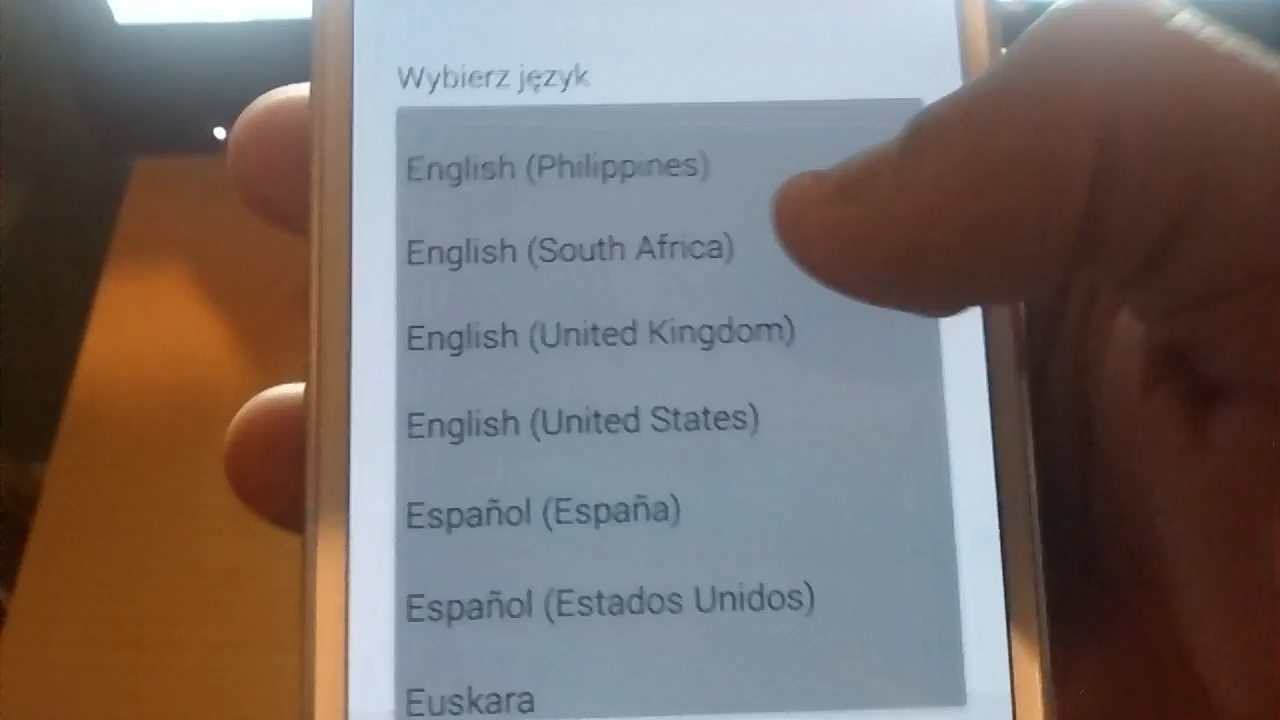 Wybierz język
English (Philippines)
English (South Africa)
English (United Kingdom)
English (United States)
Español (España)
Español (Estados Unidos)
Euskara